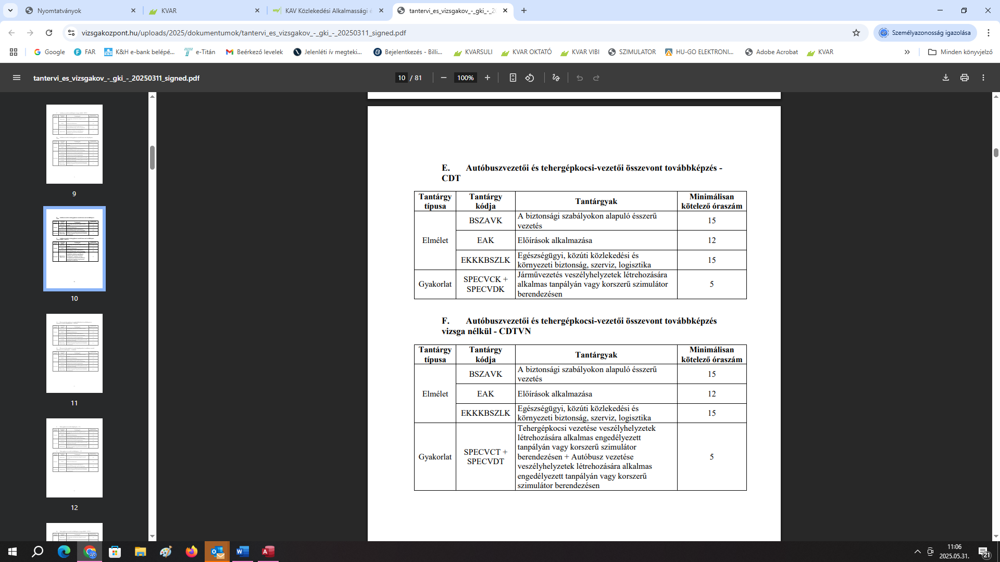 Nyomtatványok
KVAR
KAV Közlekedési Alkalmassági é
tantervi_es_vizsgakov_-_gki_-_20
vizsgakozpont.hu/uploads/2025/dokumentumok/tantervi_es_vizsgakov_-_gki_-_20250311_signed.pdf
Személyazonosság igazolása
Google
FAR
K&H e-bank belépé...
e-Titán
Beérkező levelek
Jelenléti ív megteki...
Bejelentkezés - Billi...
KVARSULI
KVAR OKTATÓ
KVAR VIBI
SZIMULATOR
HU-GO ELEKTRONI...
Adobe Acrobat
KVAR
Minden könyvjelző
tantervi_es_vizsgakov_-_gki_-_20250311_signed.pdf
10 / 81
100%
9
10
11
12
E. Autóbuszvezetői és tehergépkocsi-vezetői összevont továbbképzés -
CDT
Tantárgy típusa
Tantárgy kódja
Tantárgyak
Minimálisan kötelező óraszám
Elmélet
BSZAVK
A biztonsági szabályokon alapuló ésszerű
vezetés
15
EAK
Előírások alkalmazása
12
EKKKBSZLK
Egészségügyi, közúti közlekedési és
környezeti biztonság, szerviz, logisztika
15
Gyakorlat
SPECVCK +
SPECVDK
Járművezetés veszélyhelyzetek létrehozására
alkalmas tanpályán vagy korszerű szimulátor
berendezésen
5
F. Autóbuszvezetői és tehergépkocsi-vezetői összevont továbbképzés
vizsga nélkül - CDTVN
Tantárgy típusa
Tantárgy kódja
Tantárgyak
Minimálisan kötelező óraszám
Elmélet
BSZAVK
A biztonsági szabályokon alapuló ésszerű
vezetés
15
EAK
Előírások alkalmazása
12
EKKKBSZLK
Egészségügyi, közúti közlekedési és
környezeti biztonság, szerviz, logisztika
15
Gyakorlat
SPECVCT +
SPECVDT
Tehergépkocsi vezetése veszélyhelyzetek
létrehozására alkalmas engedélyezett
tanpályán vagy korszerű szimulátor
berendezésen + Autóbusz vezetése
veszélyhelyzetek létrehozására alkalmas
engedélyezett tanpályán vagy korszerű
szimulátor berendezésen
5
11:06
2025.05.31.
21